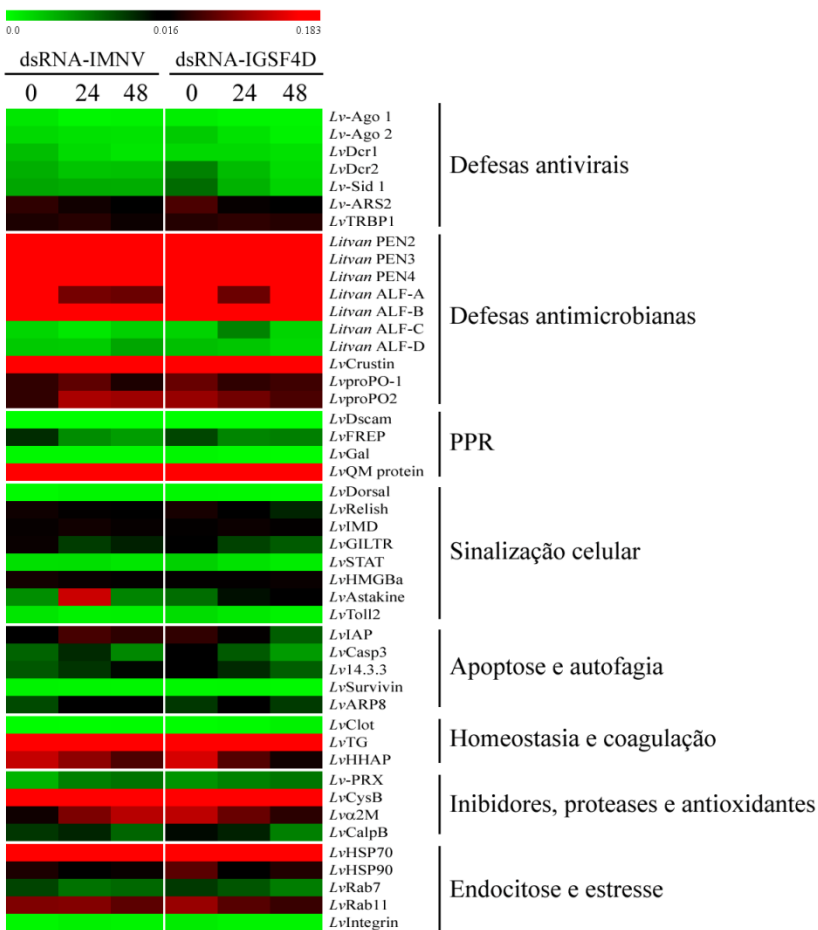 0.0 0.016 0.183
dsRNA-IMNV dsRNA-IGSF4D
0 24 48 0 24 48
Lv-Ago 1
Lv-Ago 2
LvDcr1
LvDcr2
Lv-Sid 1
Lv-ARS2
LvTRBP1
Defesas antivirais
Litvan PEN2
Litvan PEN3
Litvan PEN4
Litvan ALF-A
Litvan ALF-B
Litvan ALF-C
Litvan ALF-D
LvCrustin
LvproPO-1
LvproPO2
Defesas antimicrobianas
LvDscam
LvFREP
LvGal
LvQM protein
PPR
LvDorsal
LvRelish
LvIMD
LvGILTR
LvSTAT
LvHMGBa
LvAstakine
LvToll2
Sinalização celular
LvIAP
LvCasp3
Lv14.3.3
LvSurvivin
LvARP8
Apoptose e autofagia
LvClot
LvTG
LvHHAP
Homeostasia e coagulação
Lv-PRX
LvCysB
Lvα2M
LvCalpB
Inibidores, proteases e antioxidantes
LvHSP70
LvHSP90
LvRab7
LvRab11
LvIntegrin
Endocitose e estresse